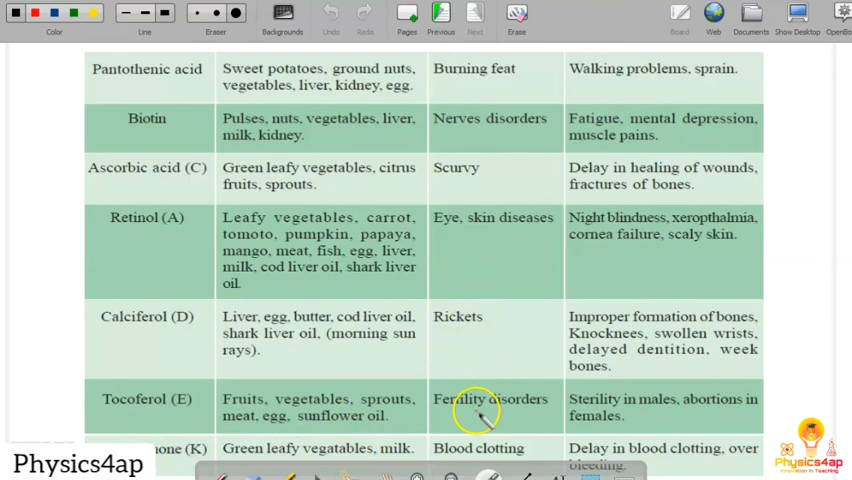 Color
Line
Eraser
Backgrounds
Undo
Redo
Pages
Previous
Next
Erase
Board
Web
Documents
Show Desktop
OpenBo
Pantothenic acid
Sweet potatoes, ground nuts,
vegetables, liver, kidney, egg.
Burning feat
Walking problems, sprain.
Biotin
Pulses, nuts, vegetables, liver,
milk, kidney.
Nerves disorders
Fatigue, mental depression,
muscle pains.
Ascorbic acid (C)
Green leafy vegetables, citrus
fruits, sprouts.
Scurvy
Delay in healing of wounds,
fractures of bones.
Retinol (A)
Leafy vegetables, carrot,
tomoto, pumpkin, papaya,
mango, meat, fish, egg, liver,
milk, cod liver oil, shark liver
oil.
Eye, skin diseases
Night blindness, xeropthalmia,
cornea failure, scaly skin.
Calciferol (D)
Liver, egg, butter, cod liver oil,
shark liver oil, (morning sun
rays).
Rickets
Improper formation of bones,
Knocknees, swollen wrists,
delayed dentition, week
bones.
Tocoferol (E)
Fruits, vegetables, sprouts,
meat, egg, sunflower oil.
Fertility disorders
Sterility in males, abortions in
females.
none (K)
Green leafy vegatables, milk.
Blood clotting
Delay in blood clotting, over
bleeding.
Physics4ap
Physics4ap
Innovation in Teaching